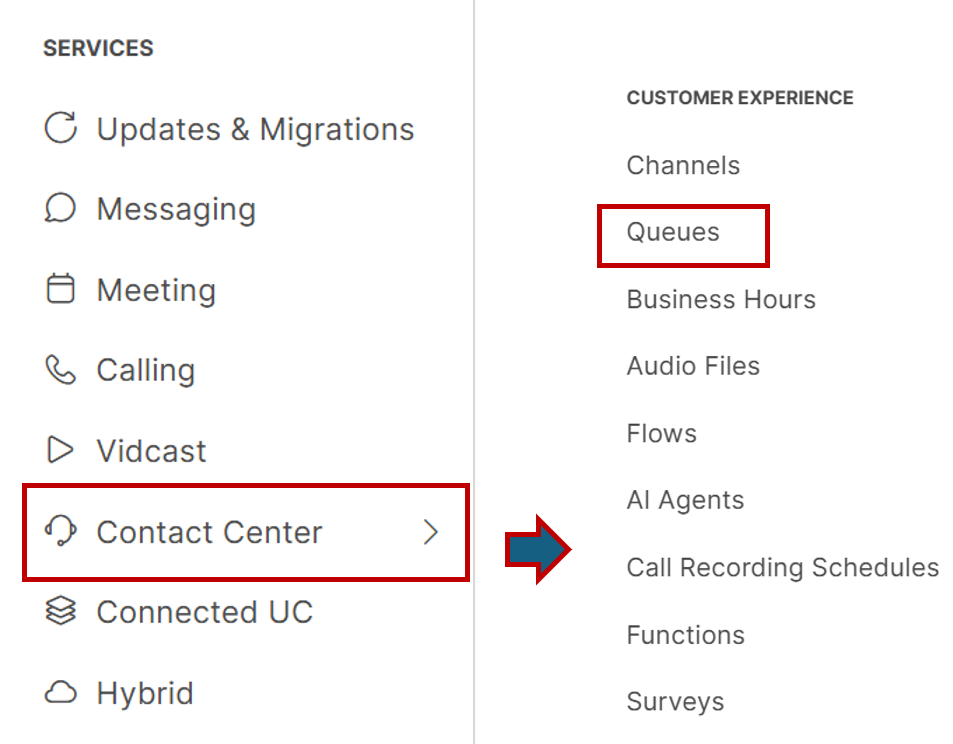 SERVICES
Updates & Migrations
Messaging
Meeting
Calling
Vidcast
Contact Center
Connected UC
Hybrid
CUSTOMER EXPERIENCE
Channels
Queues
Business Hours
Audio Files
Flows
AI Agents
Call Recording Schedules
Functions
Surveys